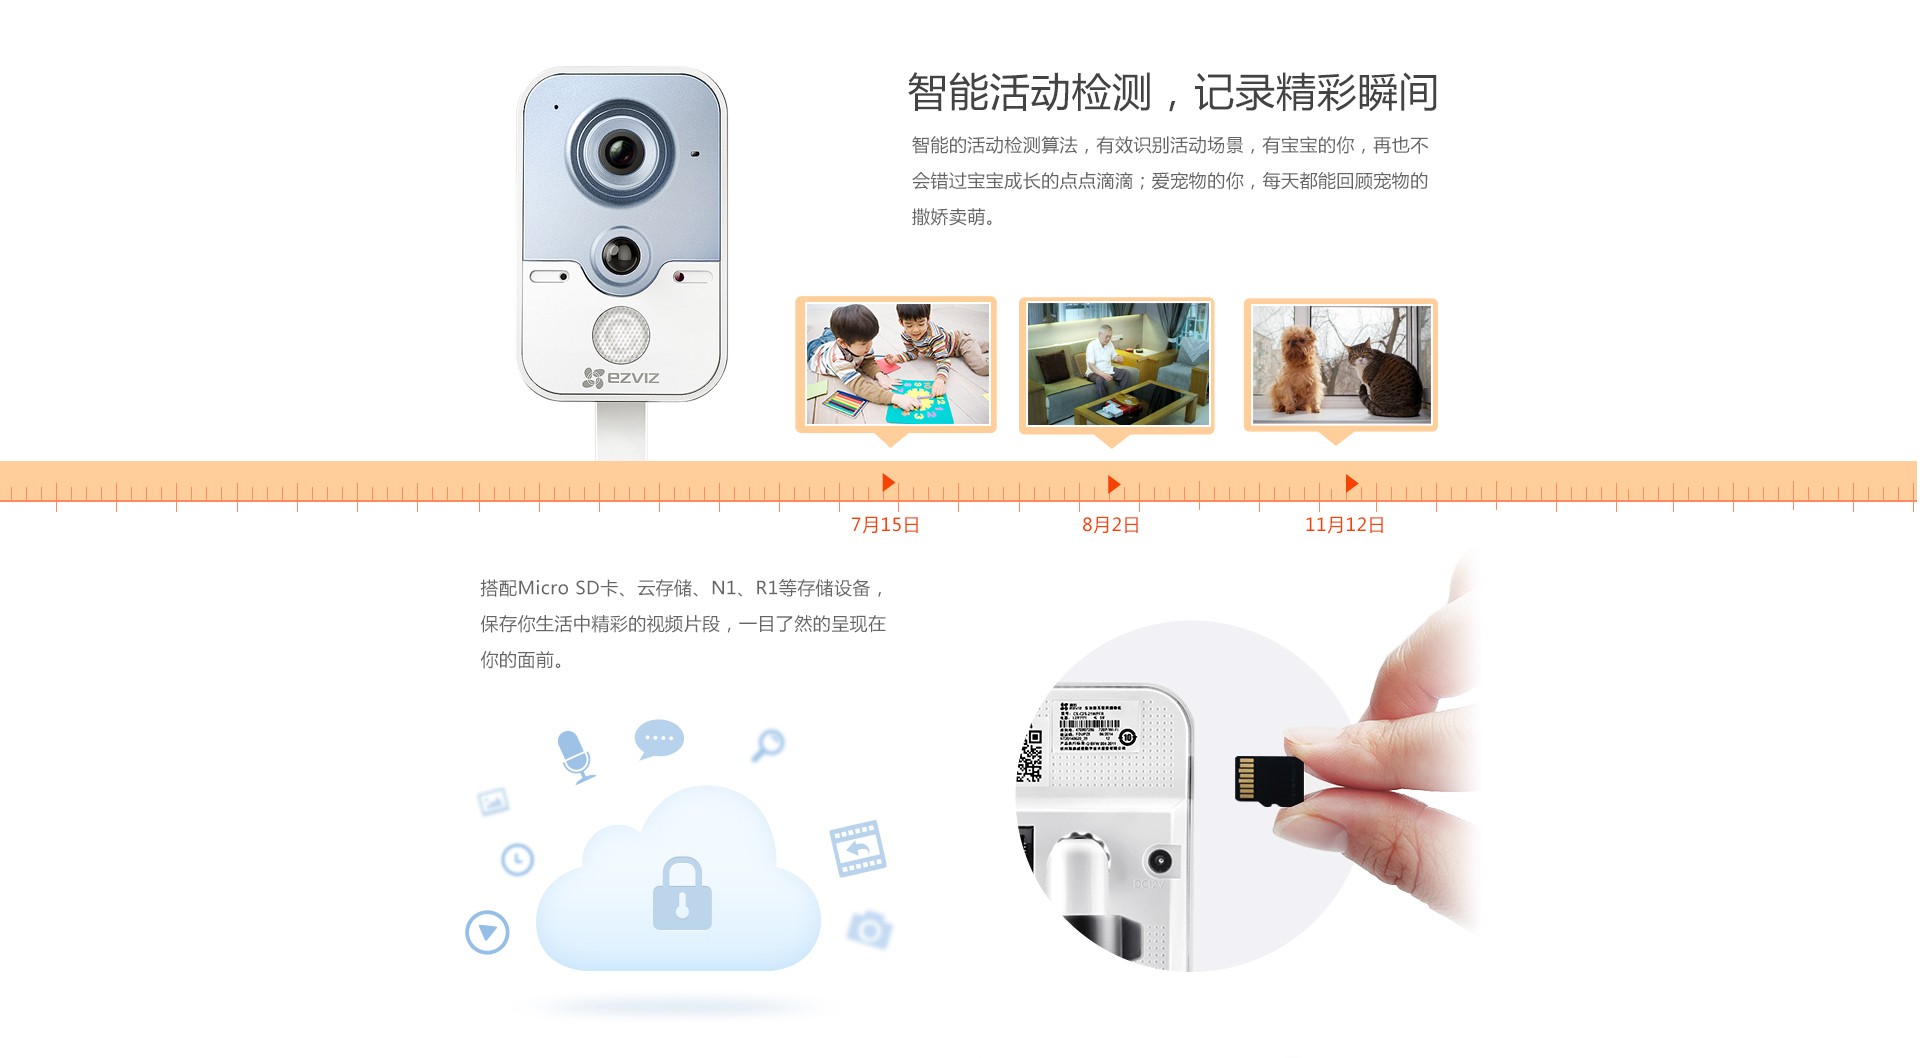 智能活动检测，记录精彩瞬间
智能的活动检测算法，有效识别活动场景，有宝宝的你，再也不
会错过宝宝成长的点点滴滴；爱宠物的你，每天都能回顾宠物的
撒娇卖萌。
ezviz
7月15日
8月2日
11月12日
搭配Micro SD卡、云存储、N1、R1等存储设备，
保存你生活中精彩的视频片段，一目了然的呈现在
你的面前。
DC12V